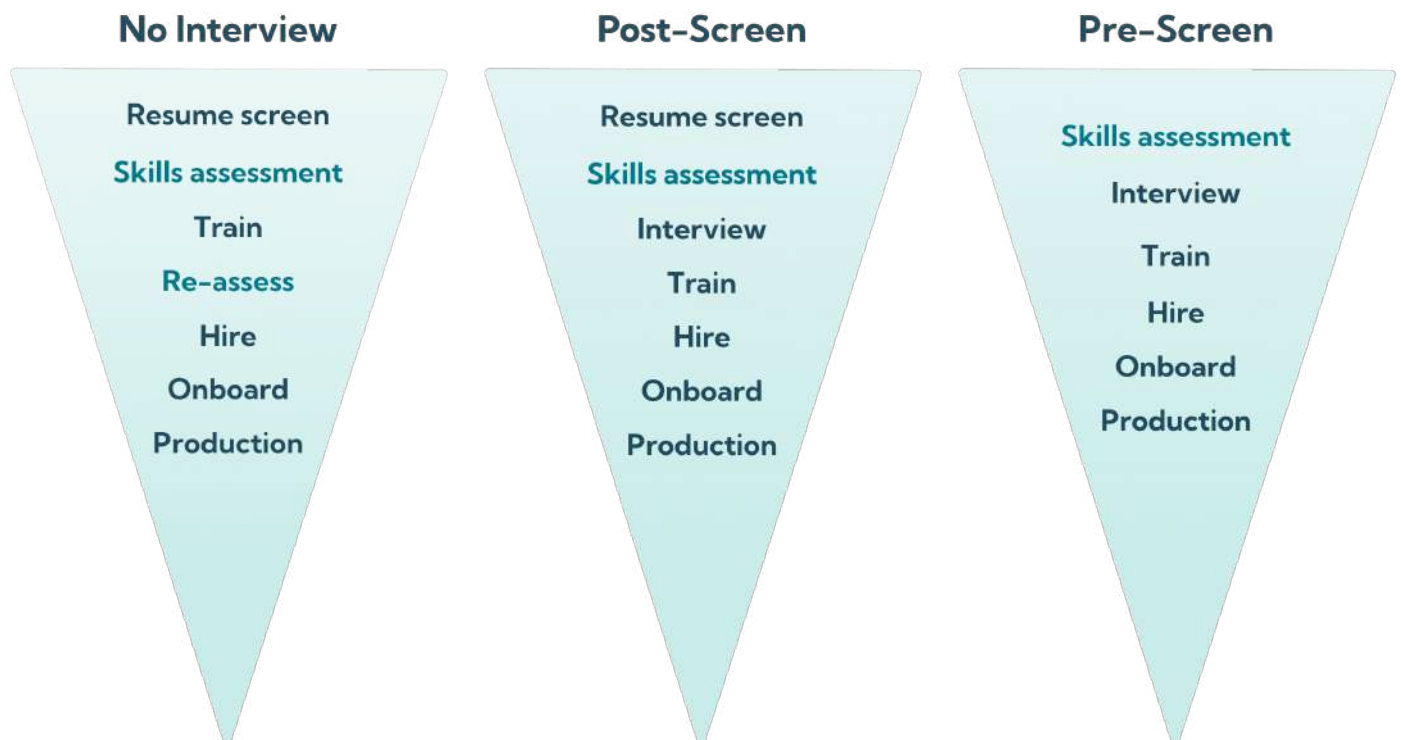 No Interview
Resume screen
Skills assessment
Train
Re-assess
Hire
Onboard
Production
Post-Screen
Resume screen
Skills assessment
Interview
Train
Hire
Onboard
Production
Pre-Screen
Skills assessment
Interview
Train
Hire
Onboard
Production